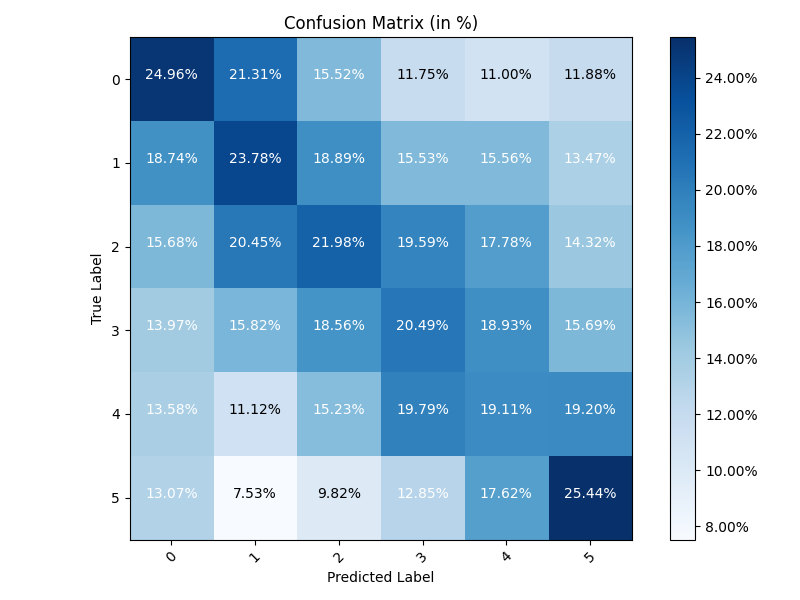 Confusion Matrix (in %)
True Label
0 24.96% 21.31% 15.52% 11.75% 11.00% 11.88%
1 18.74% 23.78% 18.89% 15.53% 15.56% 13.47%
2 15.68% 20.45% 21.98% 19.59% 17.78% 14.32%
3 13.97% 15.82% 18.56% 20.49% 18.93% 15.69%
4 13.58% 11.12% 15.23% 19.79% 19.11% 19.20%
5 13.07% 7.53% 9.82% 12.85% 17.62% 25.44%
0 1 2 3 4 5
Predicted Label
24.00%
22.00%
20.00%
18.00%
16.00%
14.00%
12.00%
10.00%
8.00%